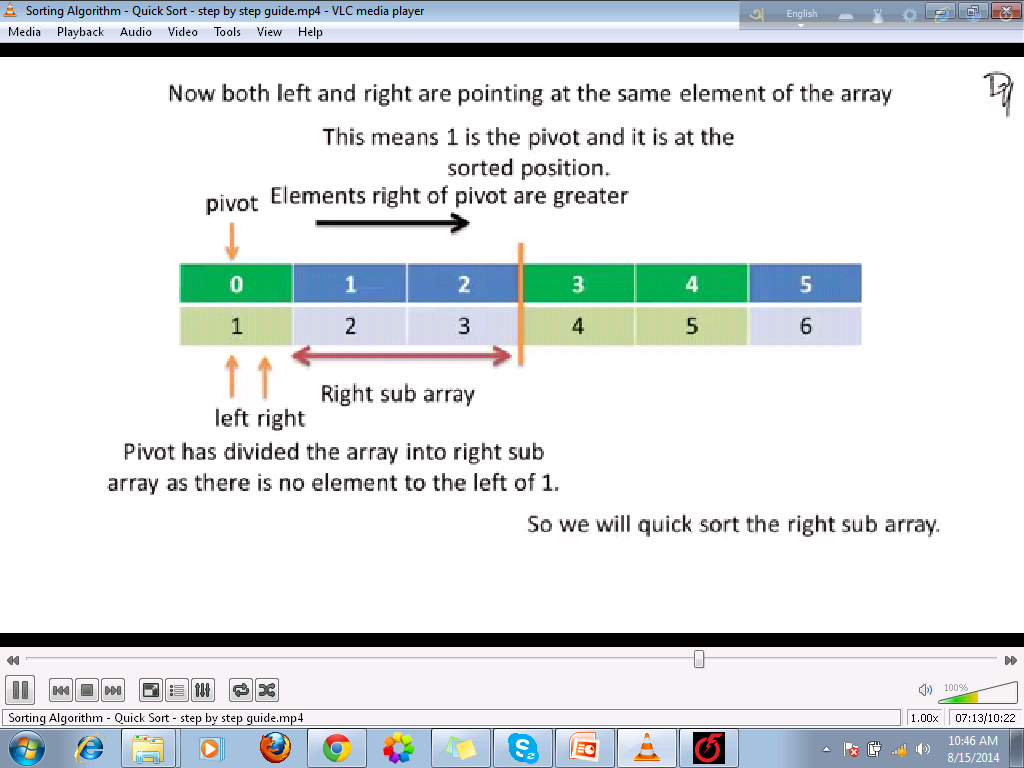 Sorting Algorithm - Quick Sort - step by step guide.mp4 - VLC media player
English
Media Playback Audio Video Tools View Help
Now both left and right are pointing at the same element of the array
This means 1 is the pivot and it is at the
sorted position.
Elements right of pivot are greater
pivot
0 1 2 3 4 5
1 2 3 4 5 6
Right sub array
left right
Pivot has divided the array into right sub
array as there is no element to the left of 1.
So we will quick sort the right sub array.
100%
Sorting Algorithm - Quick Sort - step by step guide.mp4 1.00x 07:13/10:22
10:46 AM
8/15/2014